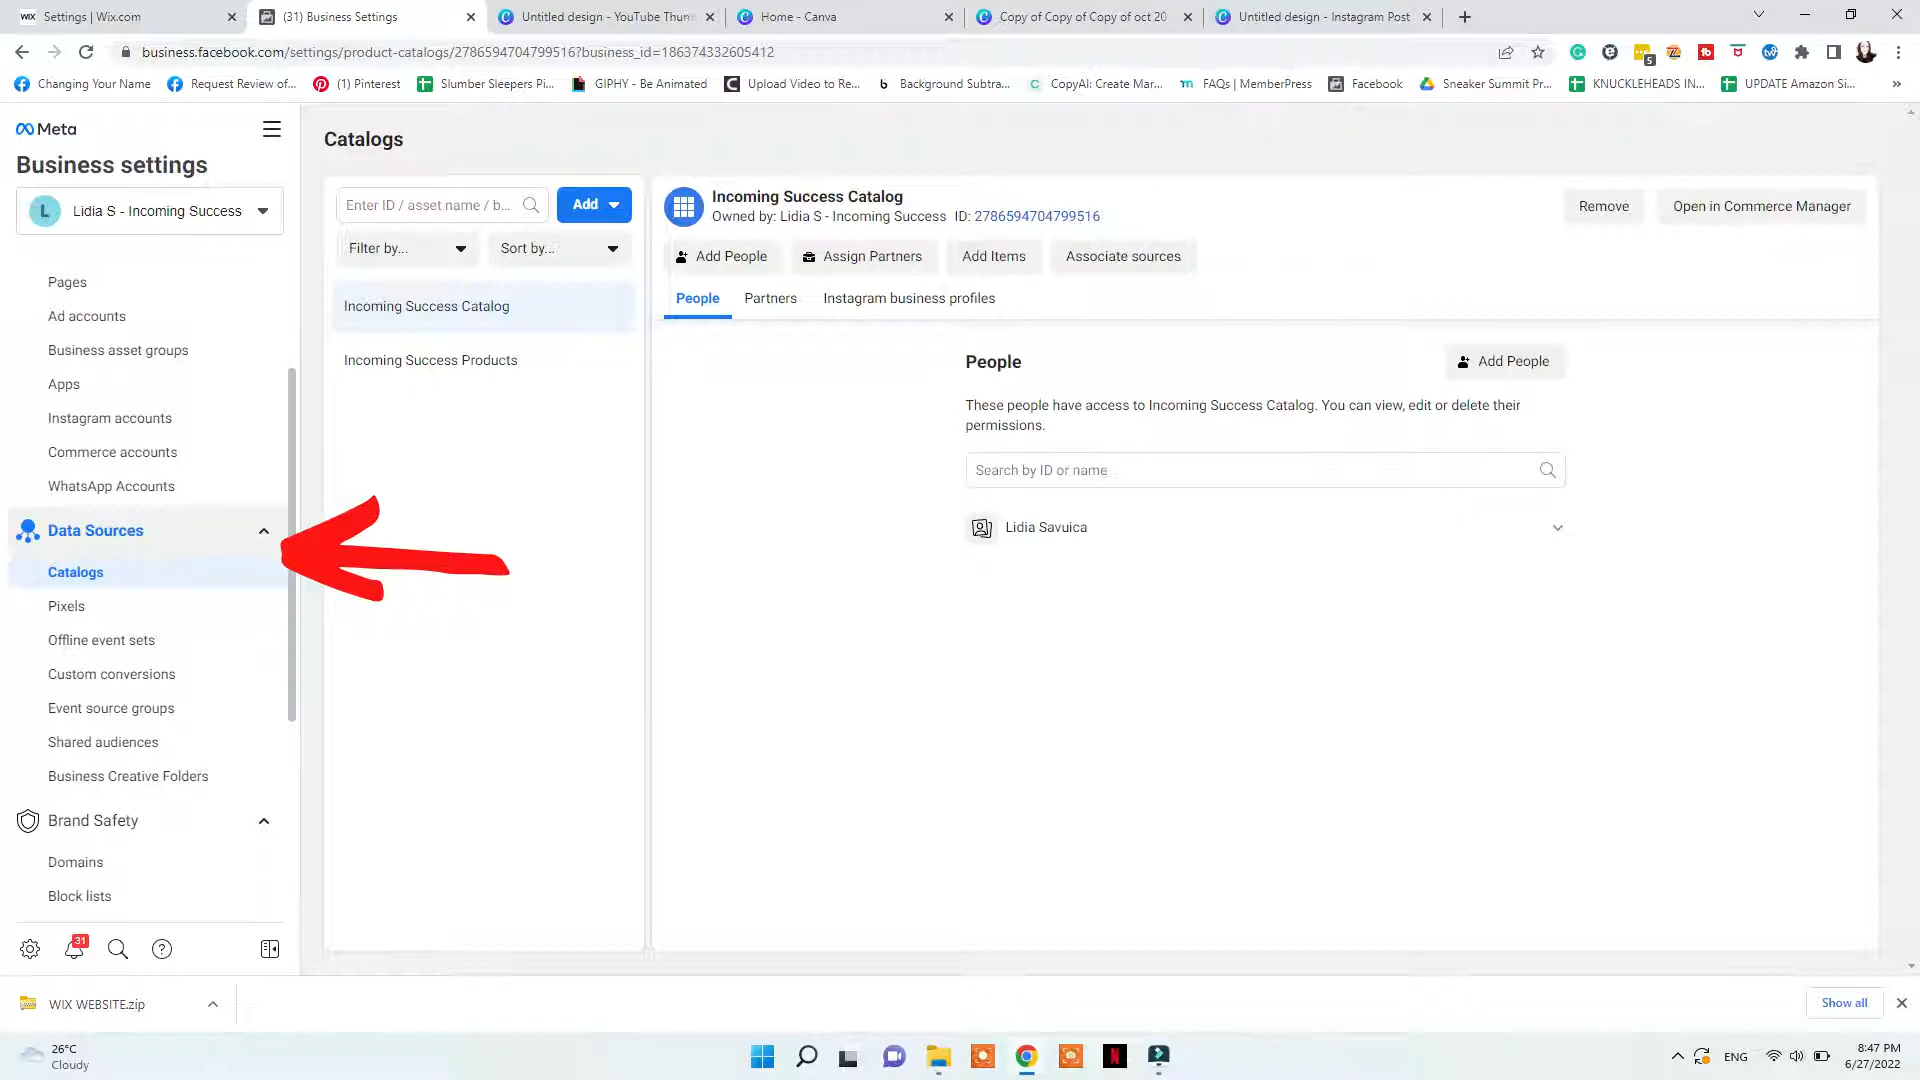 Settings | Wix.com
(31) Business Settings
Untitled design - YouTube Thum
Home - Canva
Copy of Copy of Copy of oct 20
Untitled design - Instagram Post
business.facebook.com/settings/product-catalogs/2786594704799516?business_id=186374332605412
5
Changing Your Name
Request Review of...
(1) Pinterest
Slumber Sleepers Pi...
GIPHY - Be Animated
Upload Video to Re...
Background Subtra...
CopyAI: Create Mar...
FAQs | MemberPress
Facebook
Sneaker Summit Pr...
KNUCKLEHEADS IN...
UPDATE Amazon Si...
Meta
Business settings
L Lidia S - Incoming Success
Pages
Ad accounts
Business asset groups
Apps
Instagram accounts
Commerce accounts
WhatsApp Accounts
Data Sources
Catalogs
Pixels
Offline event sets
Custom conversions
Event source groups
Shared audiences
Business Creative Folders
Brand Safety
Domains
Block lists
31
Catalogs
Enter ID / asset name / b...
Add
Filter by...
Sort by...
Incoming Success Catalog
Incoming Success Products
Incoming Success Catalog
Owned by: Lidia S - Incoming Success ID: 2786594704799516
Remove
Open in Commerce Manager
Add People
Assign Partners
Add Items
Associate sources
People
Partners
Instagram business profiles
People
Add People
These people have access to Incoming Success Catalog. You can view, edit or delete their
permissions.
Search by ID or name
Lidia Savuica
WIX WEBSITE.zip
Show all
26°C
Cloudy
ENG
8:47 PM
6/27/2022